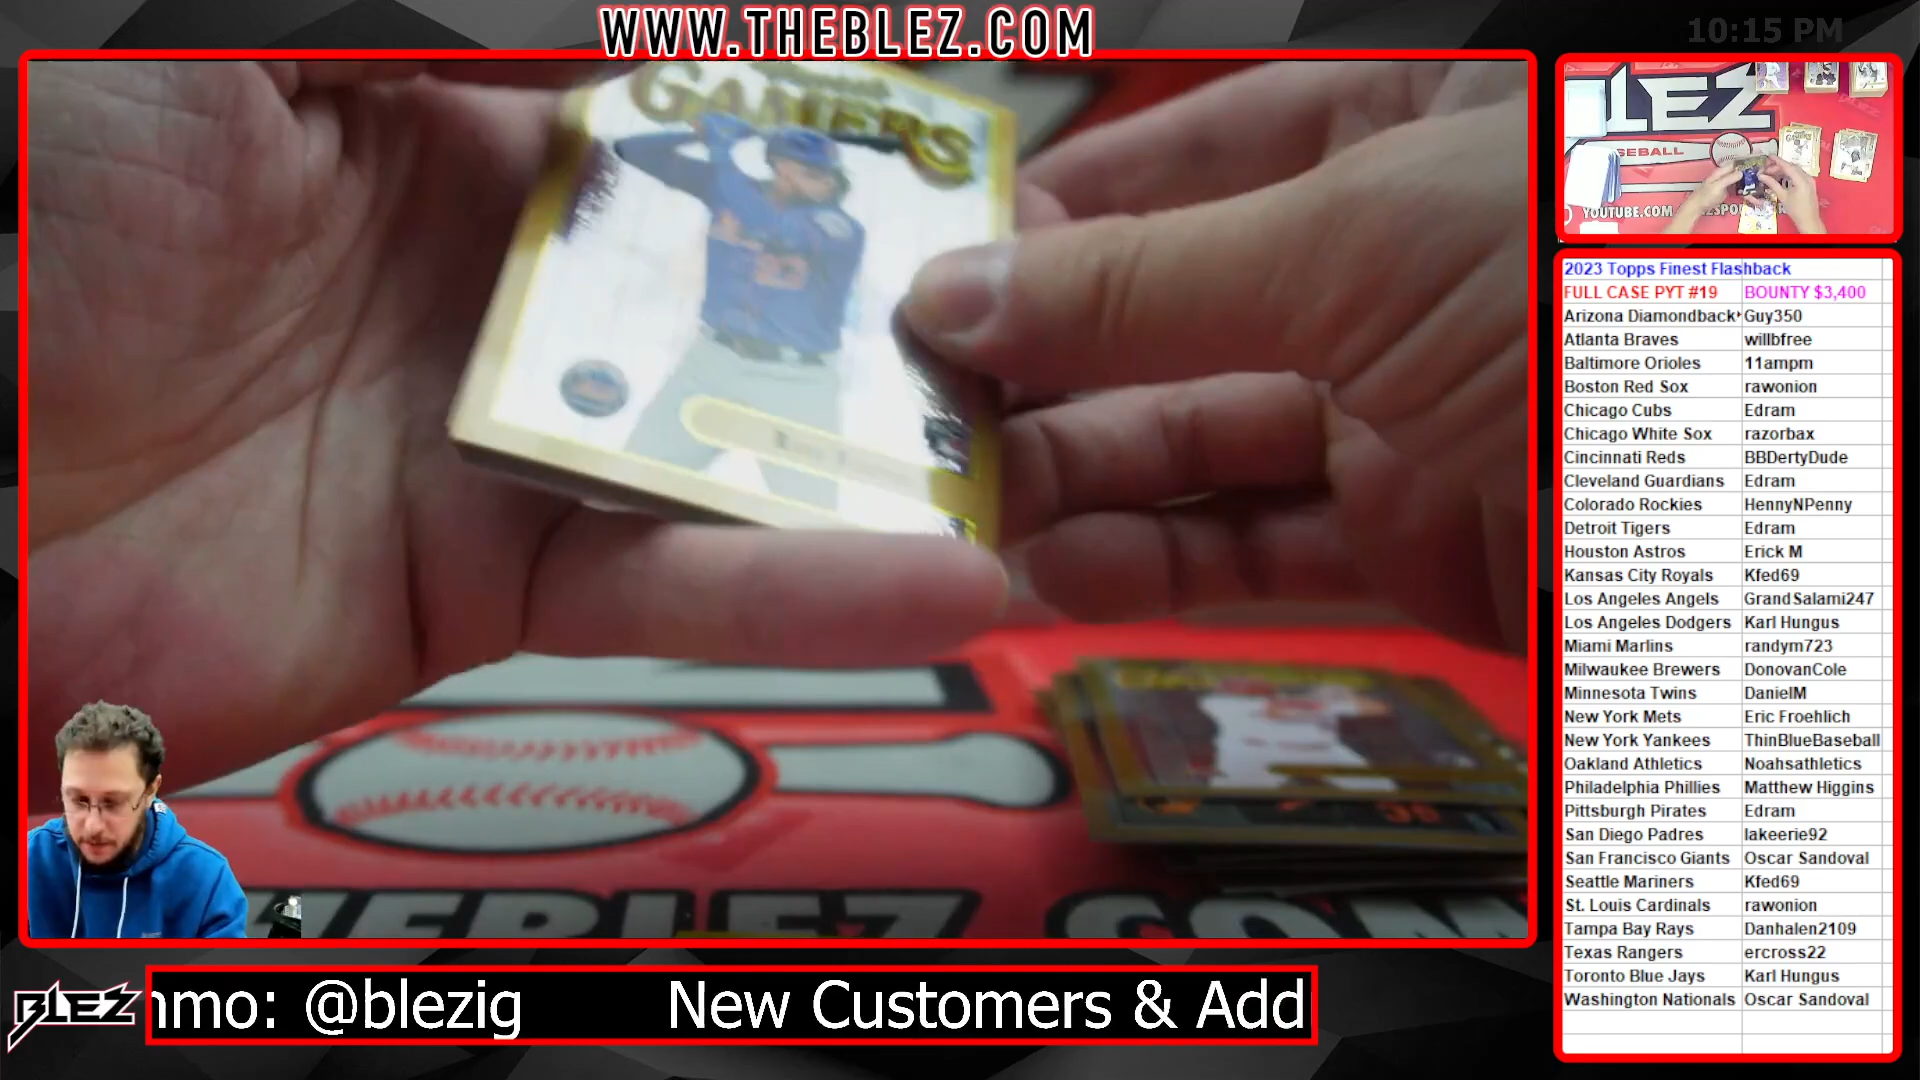 WWW.THEBLEZ.COM
10:15 PM
GAMERS
LEZ
SEBALL
YOUTUBE.COM
2023 Topps Finest Flashback
FULL CASE PYT #19 BOUNTY $3,400
Arizona Diamondback Guy350
Atlanta Braves willbfree
Baltimore Orioles 11ampm
Boston Red Sox rawonion
Chicago Cubs Edram
Chicago White Sox razorbax
Cincinnati Reds BBDertyDude
Cleveland Guardians Edram
Colorado Rockies HennyNPenny
Detroit Tigers Edram
Houston Astros Erick M
Kansas City Royals Kfed69
Los Angeles Angels GrandSalami247
Los Angeles Dodgers Karl Hungus
Miami Marlins randym723
Milwaukee Brewers DonovanCole
Minnesota Twins DanielM
New York Mets Eric Froehlich
New York Yankees ThinBlueBaseball
Oakland Athletics Noahsathletics
Philadelphia Phillies Matthew Higgins
Pittsburgh Pirates Edram
San Diego Padres lakeerie92
San Francisco Giants Oscar Sandoval
Seattle Mariners Kfed69
St. Louis Cardinals rawonion
Tampa Bay Rays Danhalen2109
Texas Rangers ercross22
Toronto Blue Jays Karl Hungus
Washington Nationals Oscar Sandoval
HEBLEZ.COM
BLEZ
nmo: @blezig New Customers & Add